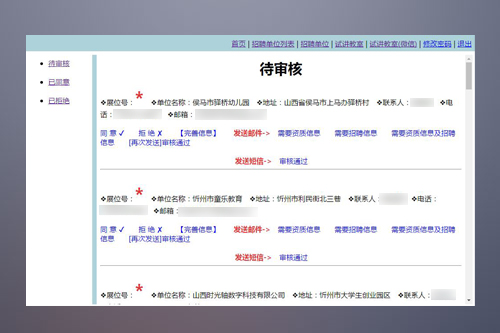 首页 | 招聘单位列表 | 招聘单位 | 试讲教室 | 试讲教室(微信) | 修改密码 | 退出
待审核
已同意
已拒绝
待审核
❖展位号： * ❖单位名称：侯马市驿桥幼儿园 ❖地址：山西省侯马市上马办驿桥村 ❖联系人： ❖电
话： ❖邮箱：
同 意 ✓ 拒 绝 ✗ 【完善信息】 发送邮件-> 需要资质信息 需要招聘信息 需要资质信息及招聘
信息 [再次发送]审核通过
发送短信-> 审核通过
❖展位号： * ❖单位名称：忻州市童乐教育 ❖地址：忻州市利民街北三巷 ❖联系人： ❖电话：
❖邮箱：
同 意 ✓ 拒 绝 ✗ 【完善信息】 发送邮件-> 需要资质信息 需要招聘信息 需要资质信息及招聘
信息 [再次发送]审核通过
发送短信-> 审核通过
❖展位号： * ❖单位名称：山西时光轴数字科技有限公司 ❖地址：忻州市大学生创业园区 ❖联系人：